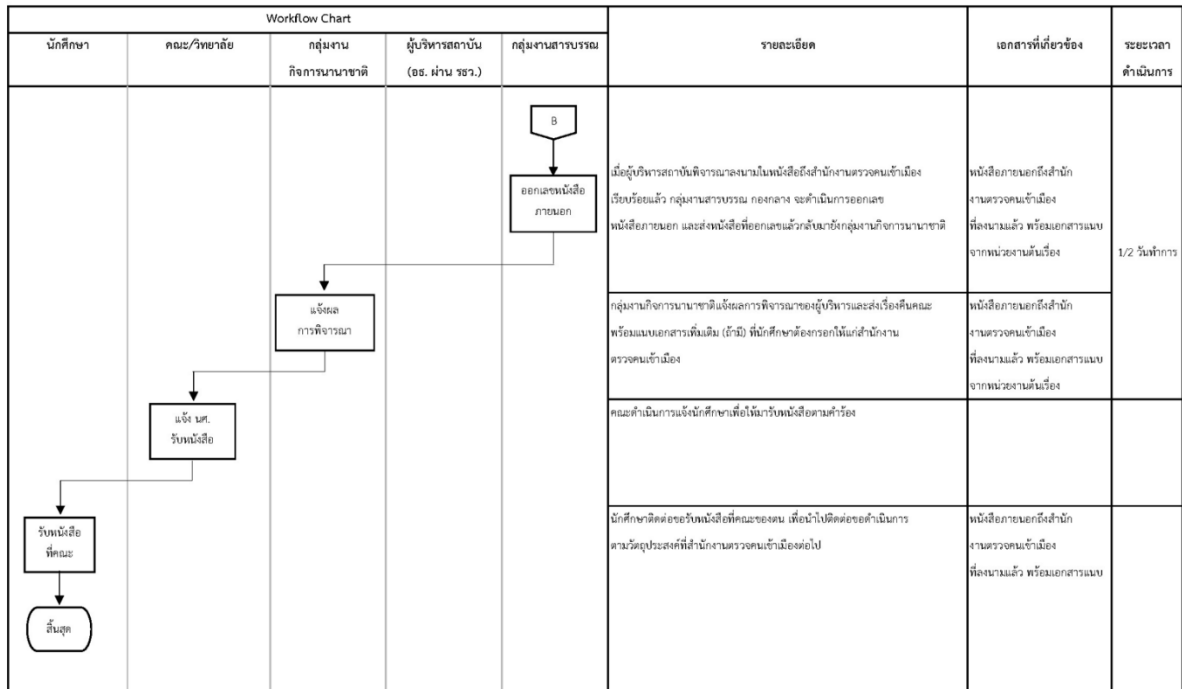 Workflow Chart
นักศึกษา
คณะ/วิทยาลัย
กลุ่มงาน
กิจการนานาชาติ
ผู้บริหารสถาบัน
(อธ. ผ่าน รธว.)
กลุ่มงานสารบรรณ
รายละเอียด
เอกสารที่เกี่ยวข้อง
ระยะเวลา
ดำเนินการ
B
ออกเลขหนังสือ
ภายนอก
เมื่อผู้บริหารสถาบันพิจารณาลงนามในหนังสือถึงสำนักงานตรวจคนเข้าเมือง
เรียบร้อยแล้ว กลุ่มงานสารบรรณ กองกลาง จะดำเนินการออกเลข
หนังสือภายนอก และส่งหนังสือที่ออกเลขแล้วกลับมายังกลุ่มงานกิจการนานาชาติ
หนังสือภายนอกถึงสำนัก
งานตรวจคนเข้าเมือง
ที่ลงนามแล้ว พร้อมเอกสารแนบ
จากหน่วยงานต้นเรื่อง
1/2 วันทำการ
แจ้งผล
การพิจารณา
กลุ่มงานกิจการนานาชาติแจ้งผลการพิจารณาของผู้บริหารและส่งเรื่องคืนคณะ
พร้อมแนบเอกสารเพิ่มเติม (ถ้ามี) ที่นักศึกษาต้องกรอกให้แก่สำนักงาน
ตรวจคนเข้าเมือง
หนังสือภายนอกถึงสำนัก
งานตรวจคนเข้าเมือง
ที่ลงนามแล้ว พร้อมเอกสารแนบ
จากหน่วยงานต้นเรื่อง
แจ้ง นศ.
รับหนังสือ
คณะดำเนินการแจ้งนักศึกษาเพื่อให้มารับหนังสือตามคำร้อง
รับหนังสือ
ที่คณะ
นักศึกษาติดต่อขอรับหนังสือที่คณะของตน เพื่อนำไปติดต่อขอดำเนินการ
ตามวัตถุประสงค์ที่สำนักงานตรวจคนเข้าเมืองต่อไป
หนังสือภายนอกถึงสำนัก
งานตรวจคนเข้าเมือง
ที่ลงนามแล้ว พร้อมเอกสารแนบ
สิ้นสุด